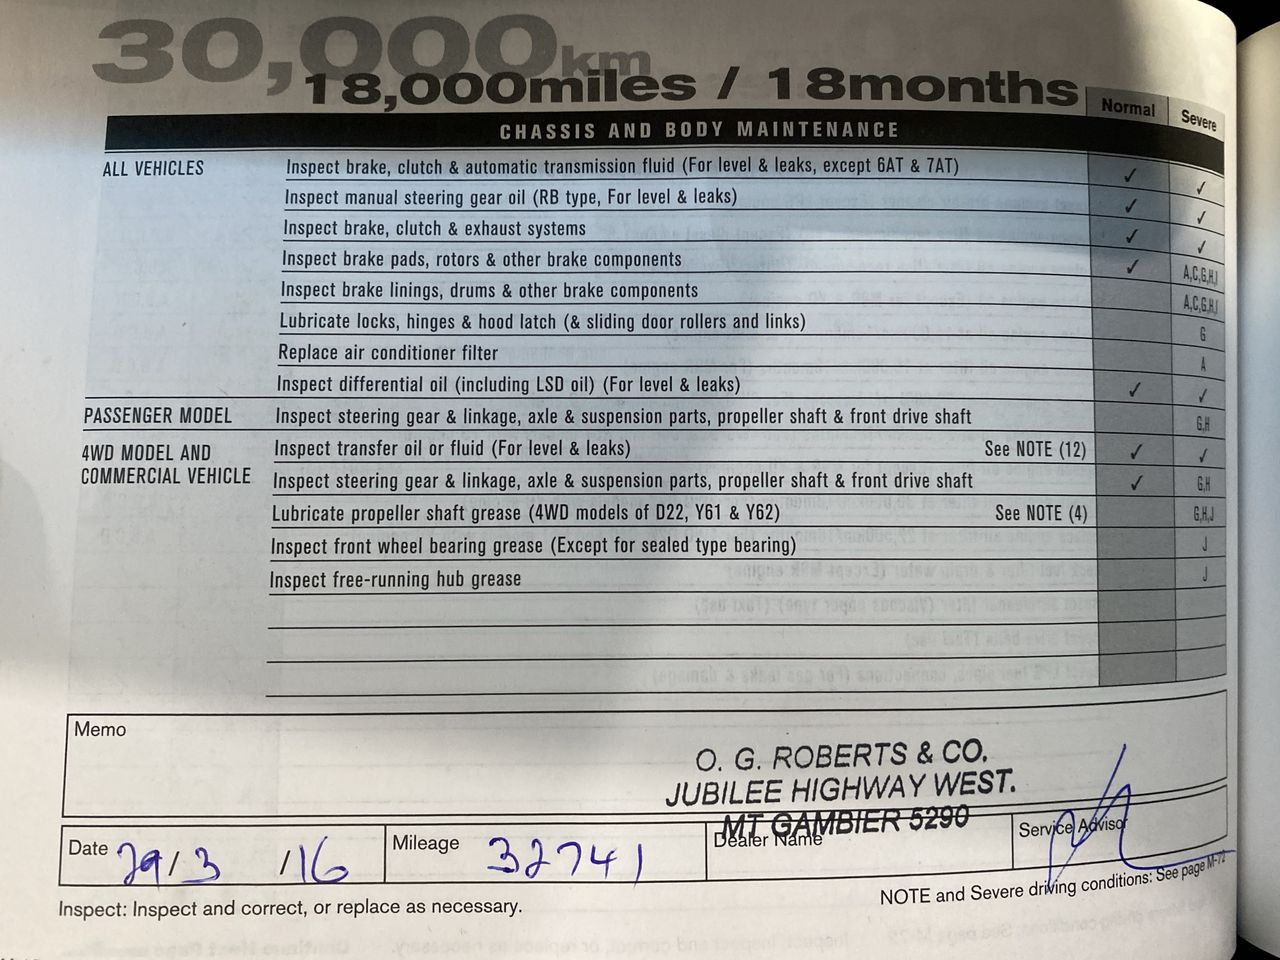 30,000km
18,000miles / 18months
Normal Severe
CHASSIS AND BODY MAINTENANCE
ALL VEHICLES Inspect brake, clutch & automatic transmission fluid (For level & leaks, except 6AT & 7AT) ✓ ✓
Inspect manual steering gear oil (RB type, For level & leaks) ✓ ✓
Inspect brake, clutch & exhaust systems ✓ ✓
Inspect brake pads, rotors & other brake components ✓ A,C,G,H,I
Inspect brake linings, drums & other brake components A,C,G,H,I
Lubricate locks, hinges & hood latch (& sliding door rollers and links) G
Replace air conditioner filter A
Inspect differential oil (including LSD oil) (For level & leaks) ✓ ✓
PASSENGER MODEL Inspect steering gear & linkage, axle & suspension parts, propeller shaft & front drive shaft G,H
4WD MODEL AND Inspect transfer oil or fluid (For level & leaks) See NOTE (12) ✓ ✓
COMMERCIAL VEHICLE Inspect steering gear & linkage, axle & suspension parts, propeller shaft & front drive shaft ✓ G,H
Lubricate propeller shaft grease (4WD models of D22, Y61 & Y62) See NOTE (4) G,H,J
Inspect front wheel bearing grease (Except for sealed type bearing) J
Inspect free-running hub grease J
Memo
O. G. ROBERTS & CO.
JUBILEE HIGHWAY WEST.
MT GAMBIER 5290
Date 29/3/16 Mileage 32741 Dealer Name Service Advisor
Inspect: Inspect and correct, or replace as necessary.
NOTE and Severe driving conditions: See page M-72